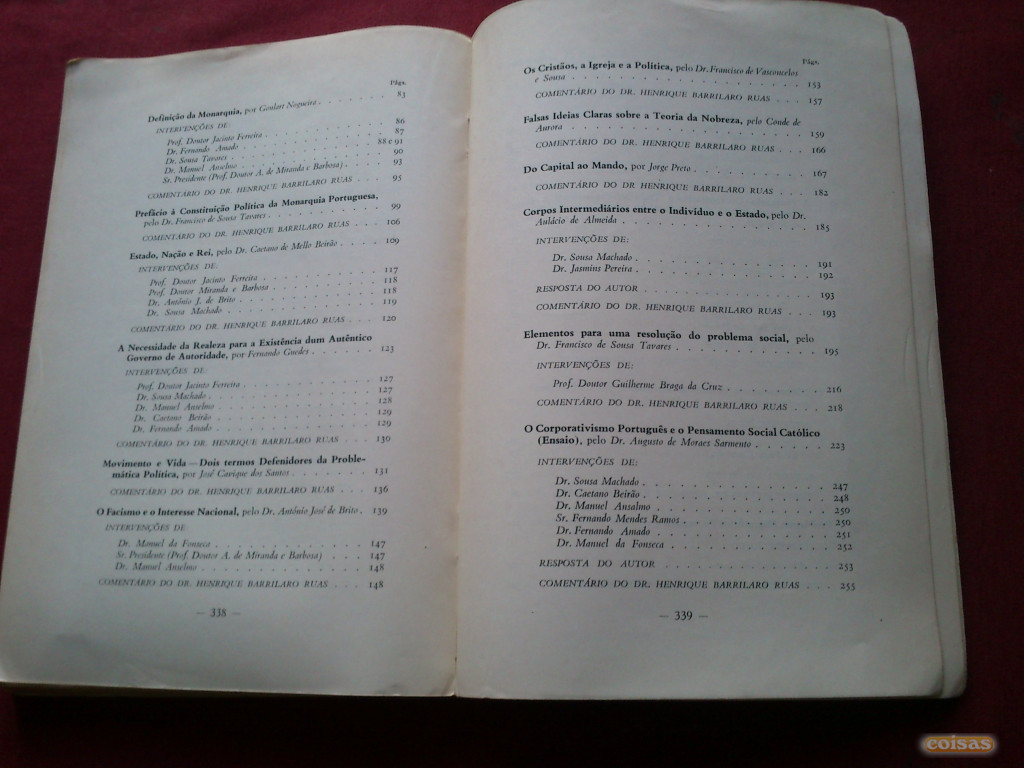 Págs.
Definição da Monarquia, por Goulart Nogueira . . . . . . . 83
INTERVENÇÕES DE:
Prof. Doutor Jacinto Ferreira . . . . . . . . . . . . 86
Dr. Fernando Amado . . . . . . . . . . . . 87
Dr. Sousa Tavares . . . . . . . . . . . . 88 e 91
Dr. Manuel Anselmo . . . . . . . . . . . . 90
Sr. Presidente (Prof. Doutor A. de Miranda e Barbosa) . . . . 93
COMENTÁRIO DO DR. HENRIQUE BARRILARO RUAS . . . 95
Prefácio à Constituição Política da Monarquia Portuguesa,
pelo Dr. Francisco de Sousa Tavares . . . . . . . . . 99
COMENTÁRIO DO DR. HENRIQUE BARRILARO RUAS . . . 106
Estado, Nação e Rei, pelo Dr. Caetano de Mello Beirão . . . . 109
INTERVENÇÕES DE:
Prof. Doutor Jacinto Ferreira . . . . . . . . . . . 117
Prof. Doutor Miranda e Barbosa . . . . . . . . . . 118
Dr. António J. de Brito . . . . . . . . . . . . 118
Dr. Sousa Machado . . . . . . . . . . . . 119
COMENTÁRIO DO DR. HENRIQUE BARRILARO RUAS . . . 120
A Necessidade da Realeza para a Existência dum Autêntico
Governo de Autoridade, por Fernando Guedes . . . . . 123
INTERVENÇÕES DE:
Prof. Doutor Jacinto Ferreira . . . . . . . . . . . 127
Dr. Sousa Machado . . . . . . . . . . . . 127
Dr. Manuel Anselmo . . . . . . . . . . . . 128
Dr. Caetano Beirão . . . . . . . . . . . . 129
Dr. Fernando Amado . . . . . . . . . . . . 129
COMENTÁRIO DO DR. HENRIQUE BARRILARO RUAS . . . 130
Movimento e Vida — Dois termos Defenidores da Proble-
mática Política, por José Cavique dos Santos . . . . . . . 131
COMENTÁRIO DO DR. HENRIQUE BARRILARO RUAS . . . 136
O Facismo e o Interesse Nacional, pelo Dr. António José de Brito . 139
INTERVENÇÕES DE:
Dr. Manuel da Fonseca . . . . . . . . . . . . 147
Sr. Presidente (Prof. Doutor A. de Miranda e Barbosa) . . . . 147
Dr. Manuel Anselmo . . . . . . . . . . . . 148
COMENTÁRIO DO DR. HENRIQUE BARRILARO RUAS . . . 148
— 338 —
Págs.
Os Cristãos, a Igreja e a Política, pelo Dr. Francisco de Vasconcelos
e Sousa . . . . . . . . . . . . . . . 153
COMENTÁRIO DO DR. HENRIQUE BARRILARO RUAS . . . 157
Falsas Ideias Claras sobre a Teoria da Nobreza, pelo Conde de
Aurora . . . . . . . . . . . . . . . 159
COMENTÁRIO DO DR. HENRIQUE BARRILARO RUAS . . . 166
Do Capital ao Mando, por Jorge Preto . . . . . . . . . 167
COMENTÁRIO DO DR HENRIQUE BARRILARO RUAS . . . 182
Corpos Intermediários entre o Indivíduo e o Estado, pelo Dr.
Auldcio de Almeida . . . . . . . . . . . . 185
INTERVENÇÕES DE:
Dr. Sousa Machado . . . . . . . . . . . . 191
Dr. Jasmins Pereira . . . . . . . . . . . . 192
RESPOSTA DO AUTOR . . . . . . . . . . . 193
COMENTÁRIO DO DR. HENRIQUE BARRILARO RUAS . . . 193
Elementos para uma resolução do problema social, pelo
Dr. Francisco de Sousa Tavares . . . . . . . . . . 195
INTERVENÇÕES DE:
Prof. Doutor Guilherme Braga da Cruz . . . . . . . 216
COMENTÁRIO DO DR. HENRIQUE BARRILARO RUAS . . . 218
O Corporativismo Português e o Pensamento Social Católico
(Ensaio), pelo Dr. Augusto de Moraes Sarmento . . . . . 223
INTERVENÇÕES DE:
Dr. Sousa Machado . . . . . . . . . . . . 247
Dr. Caetano Beirão . . . . . . . . . . . . 248
Dr. Manuel Ansalmo . . . . . . . . . . . . 250
Sr. Fernando Mendes Ramos . . . . . . . . . . 250
Dr. Fernando Amado . . . . . . . . . . . . 251
Dr. Manuel da Fonseca . . . . . . . . . . . . 252
RESPOSTA DO AUTOR . . . . . . . . . . . 253
COMENTÁRIO DO DR. HENRIQUE BARRILARO RUAS . . . 255
— 339 —
coisas